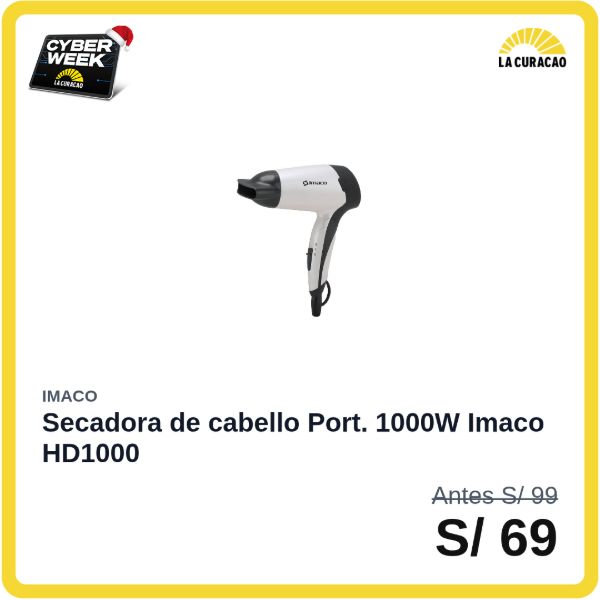 CYBER
WEEK
LA CURACAO
LA CURACAO
Imaco
IMACO
Secadora de cabello Port. 1000W Imaco
HD1000
Antes S/ 99
S/ 69